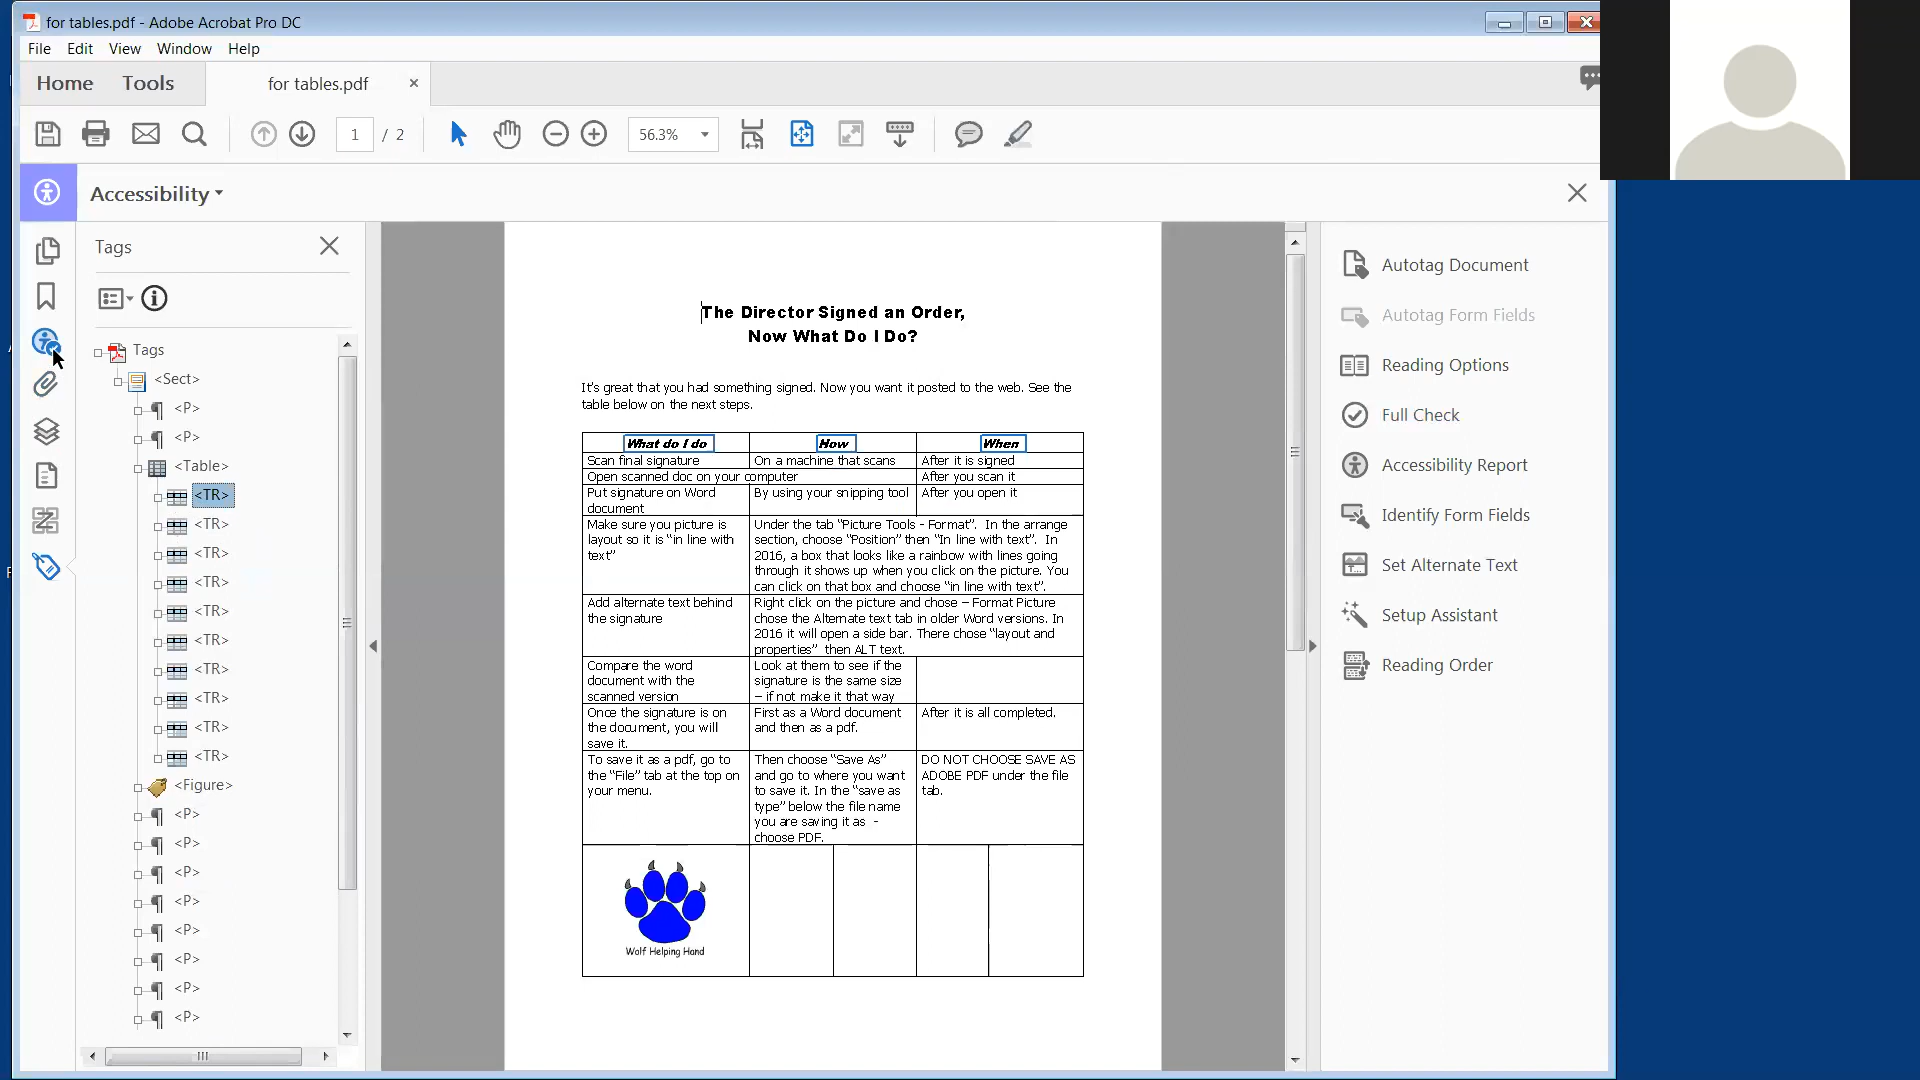 for tables.pdf - Adobe Acrobat Pro DC
File Edit View Window Help
Home Tools for tables.pdf ×
1 / 2 56.3%
Accessibility
Tags
Tags
<Sect>
<P>
<P>
<Table>
<TR>
<TR>
<TR>
<TR>
<TR>
<TR>
<TR>
<TR>
<TR>
<TR>
<Figure>
<P>
<P>
<P>
<P>
<P>
<P>
<P>
<P>
The Director Signed an Order,
Now What Do I Do?
It's great that you had something signed. Now you want it posted to the web. See the
table below on the next steps.
What do I do How When
Scan final signature On a machine that scans After it is signed
Open scanned doc on your computer After you scan it
Put signature on Word
document
By using your snipping tool After you open it
Make sure you picture is
layout so it is "in line with
text"
Under the tab "Picture Tools - Format". In the arrange
section, choose "Position" then "In line with text". In
2016, a box that looks like a rainbow with lines going
through it shows up when you click on the picture. You
can click on that box and choose "in line with text".
Add alternate text behind
the signature
Right click on the picture and chose – Format Picture
chose the Alternate text tab in older Word versions. In
2016 it will open a side bar. There chose "layout and
properties" then ALT text.
Compare the word
document with the
scanned version
Look at them to see if the
signature is the same size
– if not make it that way
Once the signature is on
the document, you will
save it.
First as a Word document
and then as a pdf.
After it is all completed.
To save it as a pdf, go to
the "File" tab at the top on
your menu.
Then choose "Save As"
and go to where you want
to save it. In the "save as
type" below the file name
you are saving it as -
choose PDF.
DO NOT CHOOSE SAVE AS
ADOBE PDF under the file
tab.
Wolf Helping Hand
Autotag Document
Autotag Form Fields
Reading Options
Full Check
Accessibility Report
Identify Form Fields
Set Alternate Text
Setup Assistant
Reading Order